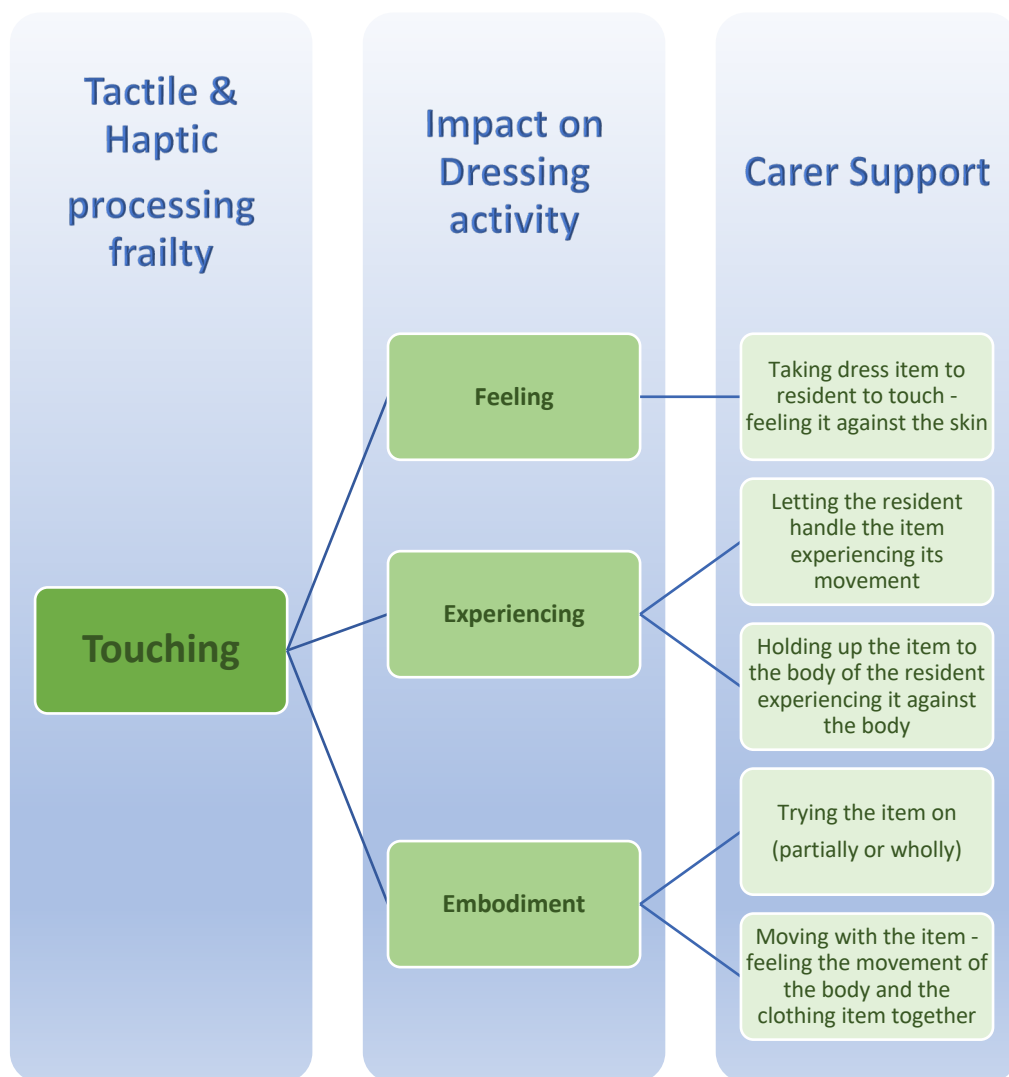 Tactile &
Haptic
processing
frailty
Impact on
Dressing
activity
Carer Support
Touching
Feeling
Experiencing
Embodiment
Taking dress item to
resident to touch -
feeling it against the skin
Letting the resident
handle the item
experiencing its
movement
Holding up the item to
the body of the resident
experiencing it against
the body
Trying the item on
(partially or wholly)
Moving with the item -
feeling the movement of
the body and the
clothing item together